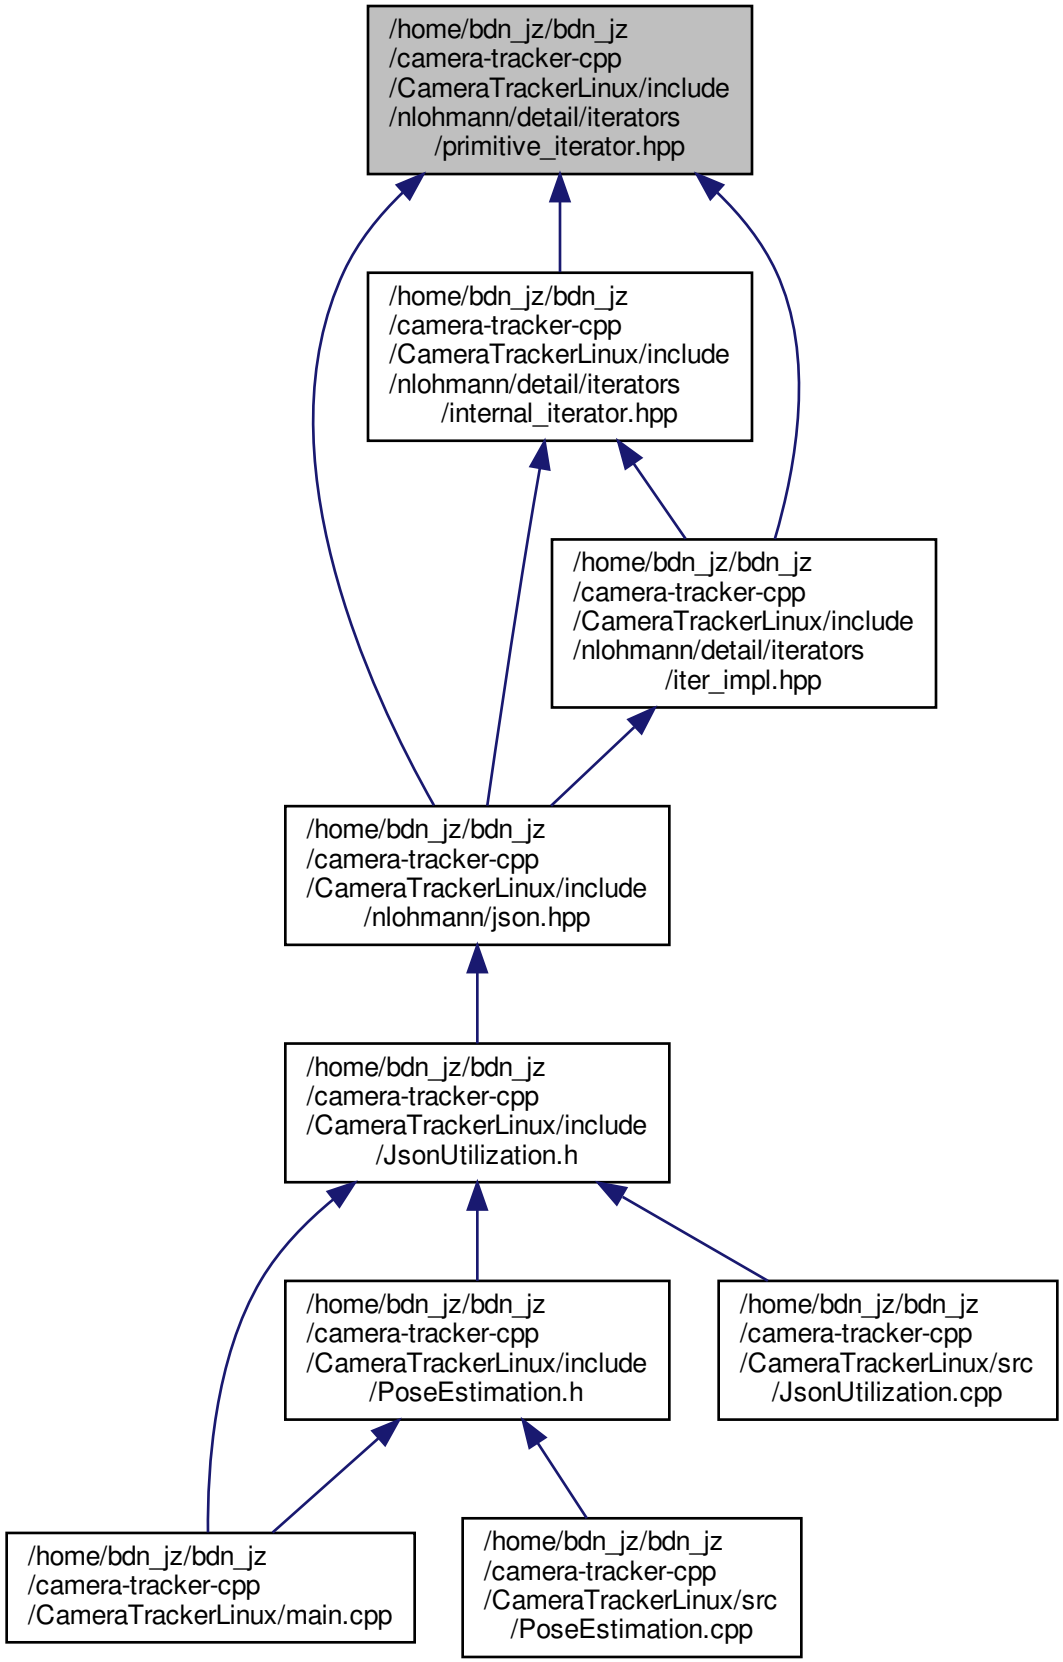 /home/bdn_jz/bdn_jz
/camera-tracker-cpp
/CameraTrackerLinux/include
/nlohmann/detail/iterators
/primitive_iterator.hpp
/home/bdn_jz/bdn_jz
/camera-tracker-cpp
/CameraTrackerLinux/include
/nlohmann/detail/iterators
/internal_iterator.hpp
/home/bdn_jz/bdn_jz
/camera-tracker-cpp
/CameraTrackerLinux/include
/nlohmann/detail/iterators
/iter_impl.hpp
/home/bdn_jz/bdn_jz
/camera-tracker-cpp
/CameraTrackerLinux/include
/nlohmann/json.hpp
/home/bdn_jz/bdn_jz
/camera-tracker-cpp
/CameraTrackerLinux/include
/JsonUtilization.h
/home/bdn_jz/bdn_jz
/camera-tracker-cpp
/CameraTrackerLinux/include
/PoseEstimation.h
/home/bdn_jz/bdn_jz
/camera-tracker-cpp
/CameraTrackerLinux/src
/JsonUtilization.cpp
/home/bdn_jz/bdn_jz
/camera-tracker-cpp
/CameraTrackerLinux/main.cpp
/home/bdn_jz/bdn_jz
/camera-tracker-cpp
/CameraTrackerLinux/src
/PoseEstimation.cpp